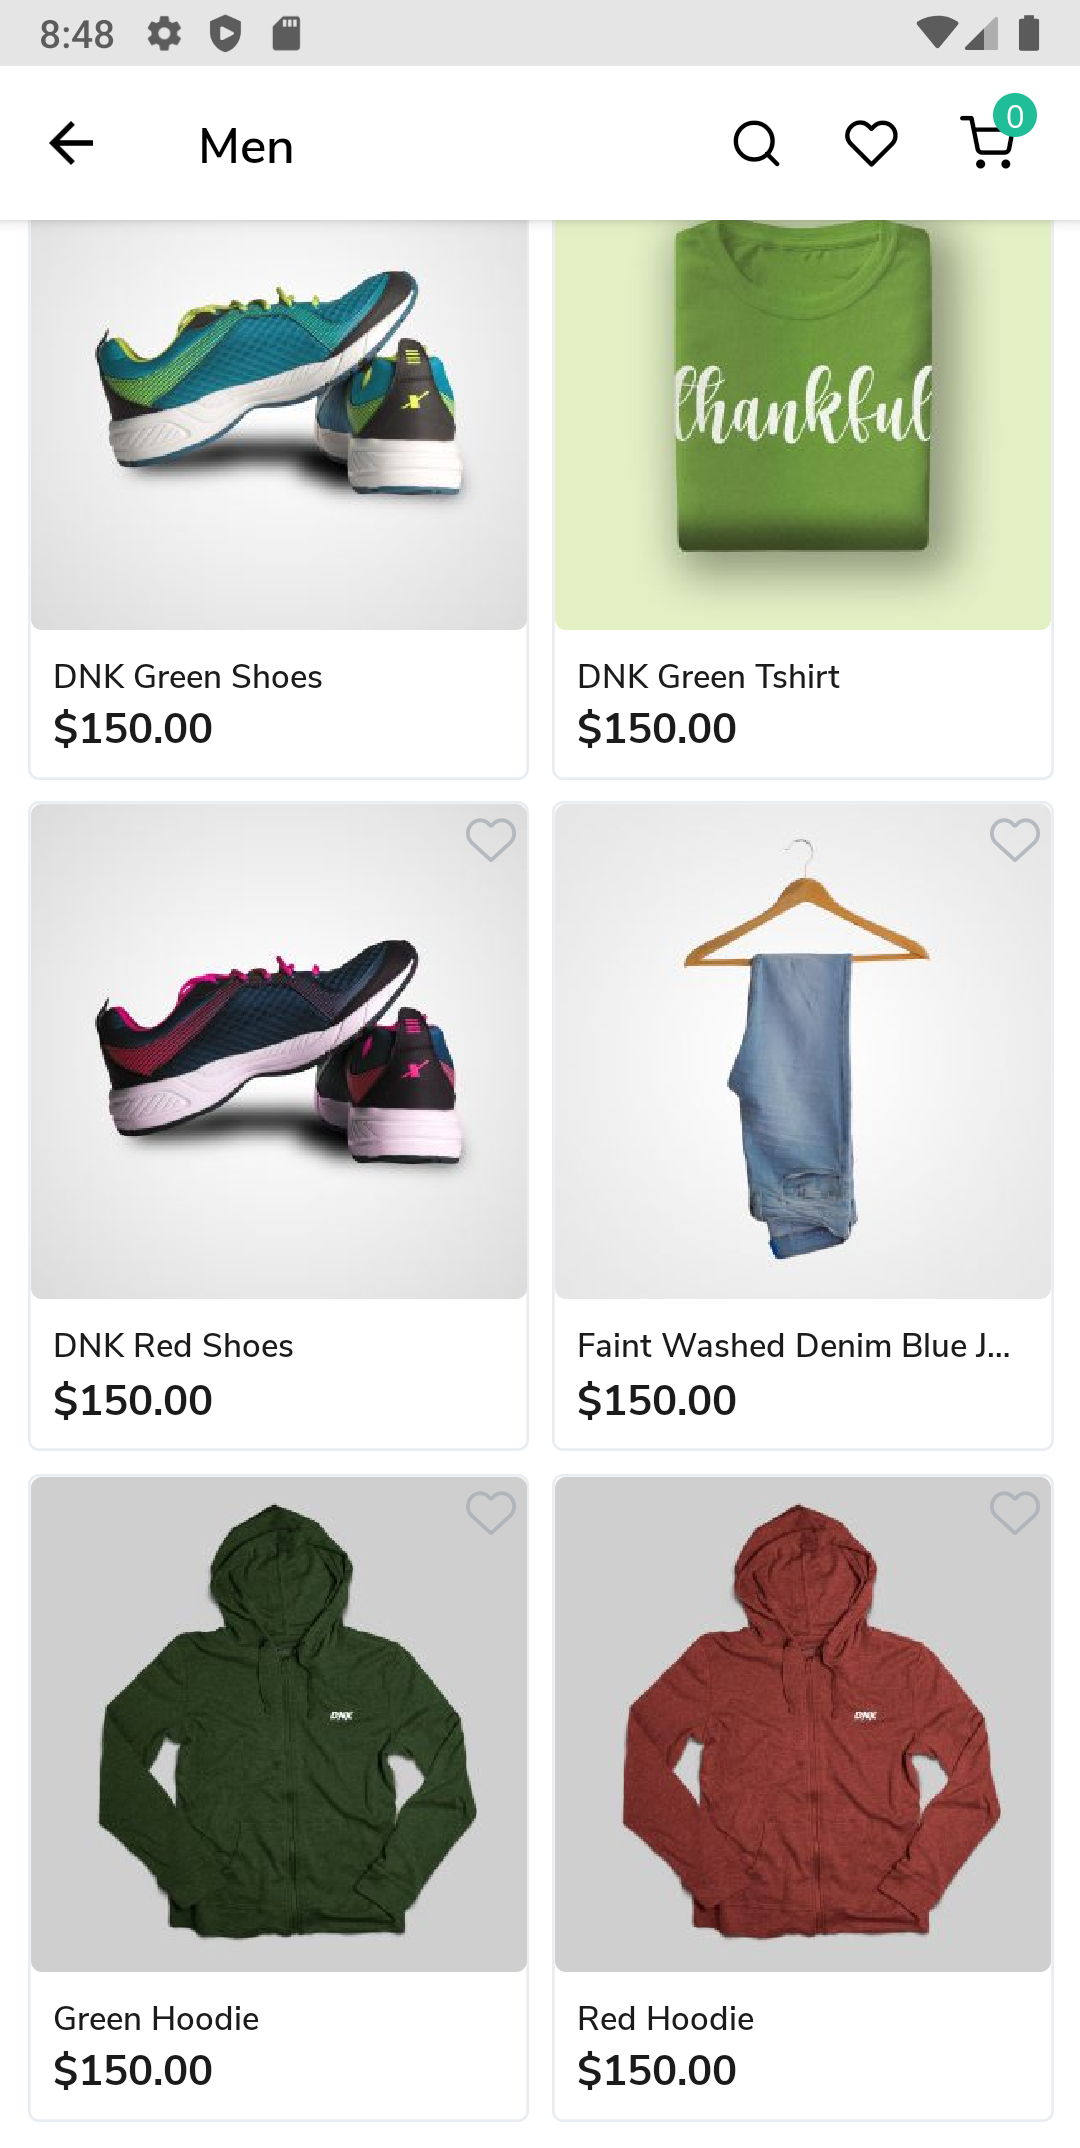 8:48
Men
0
thankful
DNK Green Shoes
$150.00
DNK Green Tshirt
$150.00
DNK Red Shoes
$150.00
Faint Washed Denim Blue J...
$150.00
DNK
DNK
Green Hoodie
$150.00
Red Hoodie
$150.00